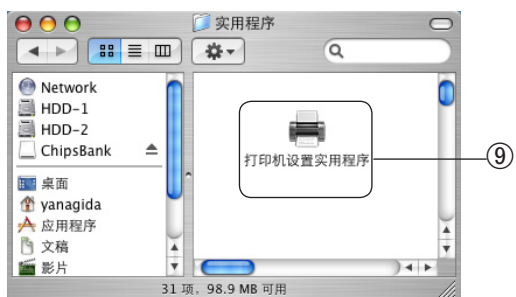 实用程序
Network
HDD-1
HDD-2
ChipsBank
桌面
yanagida
应用程序
文稿
影片
打印机设置实用程序
⑨
31 项，98.9 MB 可用